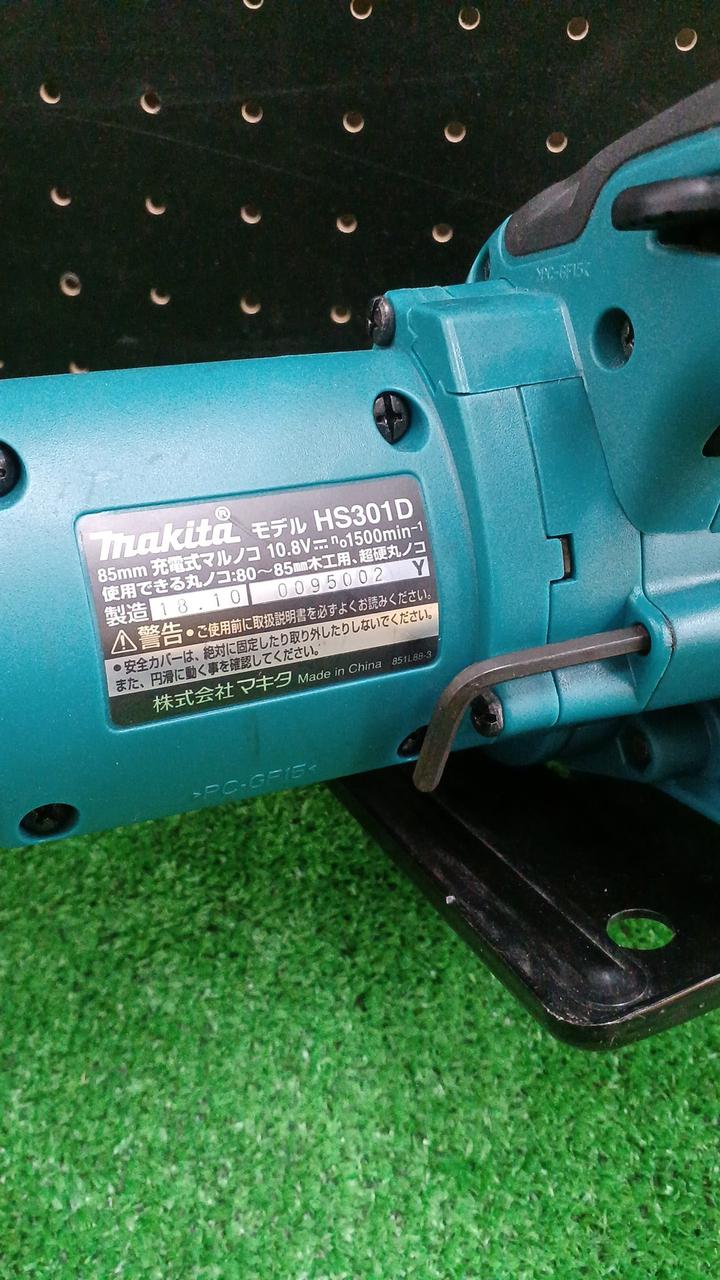 >PC-GF15<
makita® モデル HS301D
85mm 充電式マルノコ 10.8V⎓ n₀1500min⁻¹
使用できる丸ノコ:80～85mm木工用、超硬丸ノコ
製造 18.10 0095002 Y
⚠警告 •ご使用前に取扱説明書を必ずよくお読みください。
•安全カバーは、絶対に固定したり取り外したりしないでください。
また、円滑に動く事を確認してください。
株式会社マキタ Made in China 851L88-3
>PC-GF15<